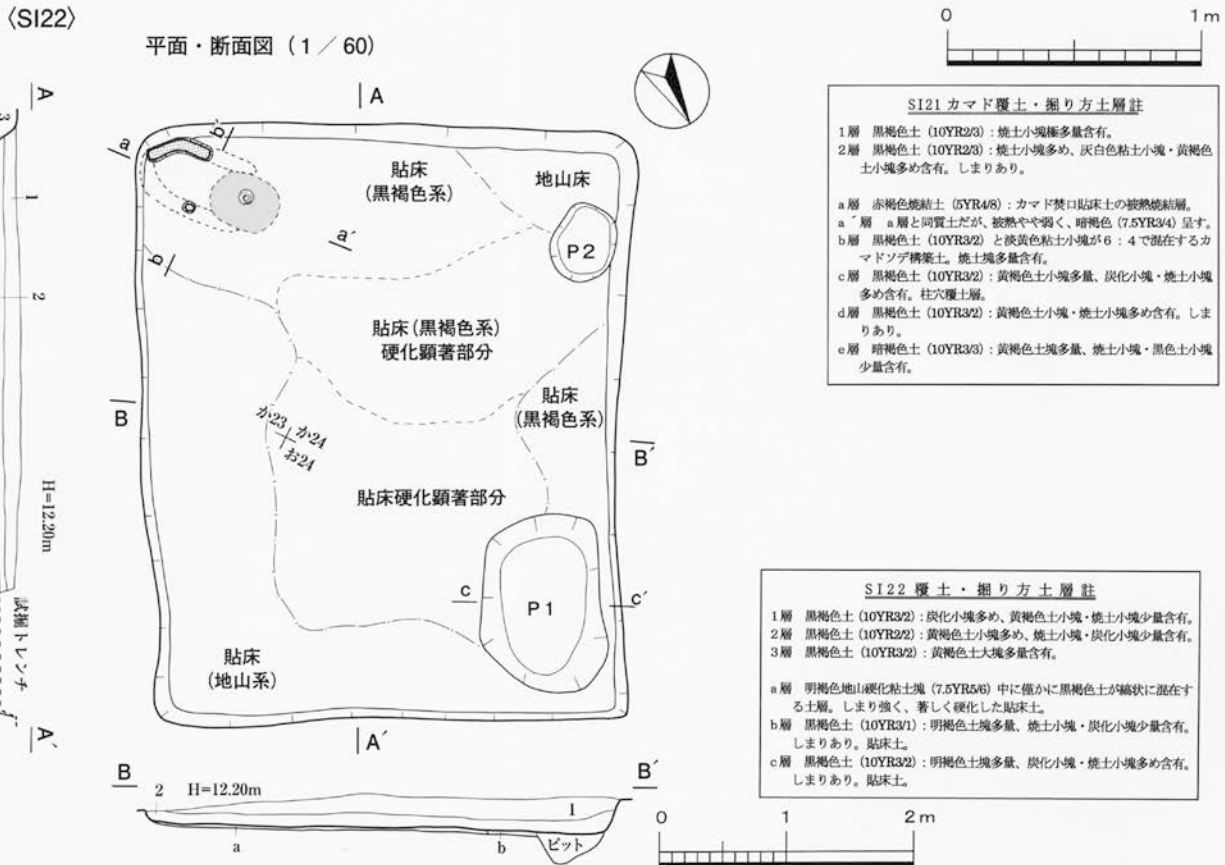 〈SI22〉
平面・断面図（1／60）
0 1 m
A
A
3
1
2
H=12.20m
試掘トレンチ
A´
a
b´
a´
b
貼床
(黒褐色系)
地山床
P2
貼床(黒褐色系)
硬化顕著部分
貼床
(黒褐色系)
B
B´
か23 か24
お24
貼床硬化顕著部分
c
c´
P1
貼床
(地山系)
A´
B
B´
2 H=12.20m
1
a
b
ピット
SI21 カマド覆土・掘り方土層註
1層 黒褐色土 (10YR2/3)：焼土小塊極多量含有。
2層 黒褐色土 (10YR2/3)：焼土小塊多め、灰白色粘土小塊・黄褐色
土小塊多め含有。しまりあり。
a層 赤褐色焼結土 (5YR4/8)：カマド焚口貼床土の被熱焼結層。
a´層 a層と同質土だが、被熱やや弱く、暗褐色 (7.5YR3/4) 呈す。
b層 黒褐色土 (10YR3/2) と淡黄色粘土小塊が6：4で混在するカ
マドソデ構築土。焼土塊多量含有。
c層 黒褐色土 (10YR3/2)：黄褐色土小塊多量、炭化小塊・焼土小塊
多め含有。柱穴覆土層。
d層 黒褐色土 (10YR3/2)：黄褐色土小塊・焼土小塊多め含有。しま
りあり。
e層 暗褐色土 (10YR3/3)：黄褐色土塊多量、焼土小塊・黒色土小塊
少量含有。
SI22 覆土・掘り方土層註
1層 黒褐色土 (10YR3/2)：炭化小塊多め、黄褐色土小塊・焼土小塊少量含有。
2層 黒褐色土 (10YR2/2)：黄褐色土小塊多め、焼土小塊・炭化小塊少量含有。
3層 黒褐色土 (10YR3/2)：黄褐色土大塊多量含有。
a層 明褐色地山硬化粘土塊 (7.5YR5/6) 中に僅かに黒褐色土が縞状に混在す
る土層。しまり強く、著しく硬化した貼床土。
b層 黒褐色土 (10YR3/1)：明褐色土塊多量、焼土小塊・炭化小塊少量含有。
しまりあり。貼床土。
c層 黒褐色土 (10YR3/2)：明褐色土塊多量、炭化小塊・焼土小塊多め含有。
しまりあり。貼床土。
0 1 2 m